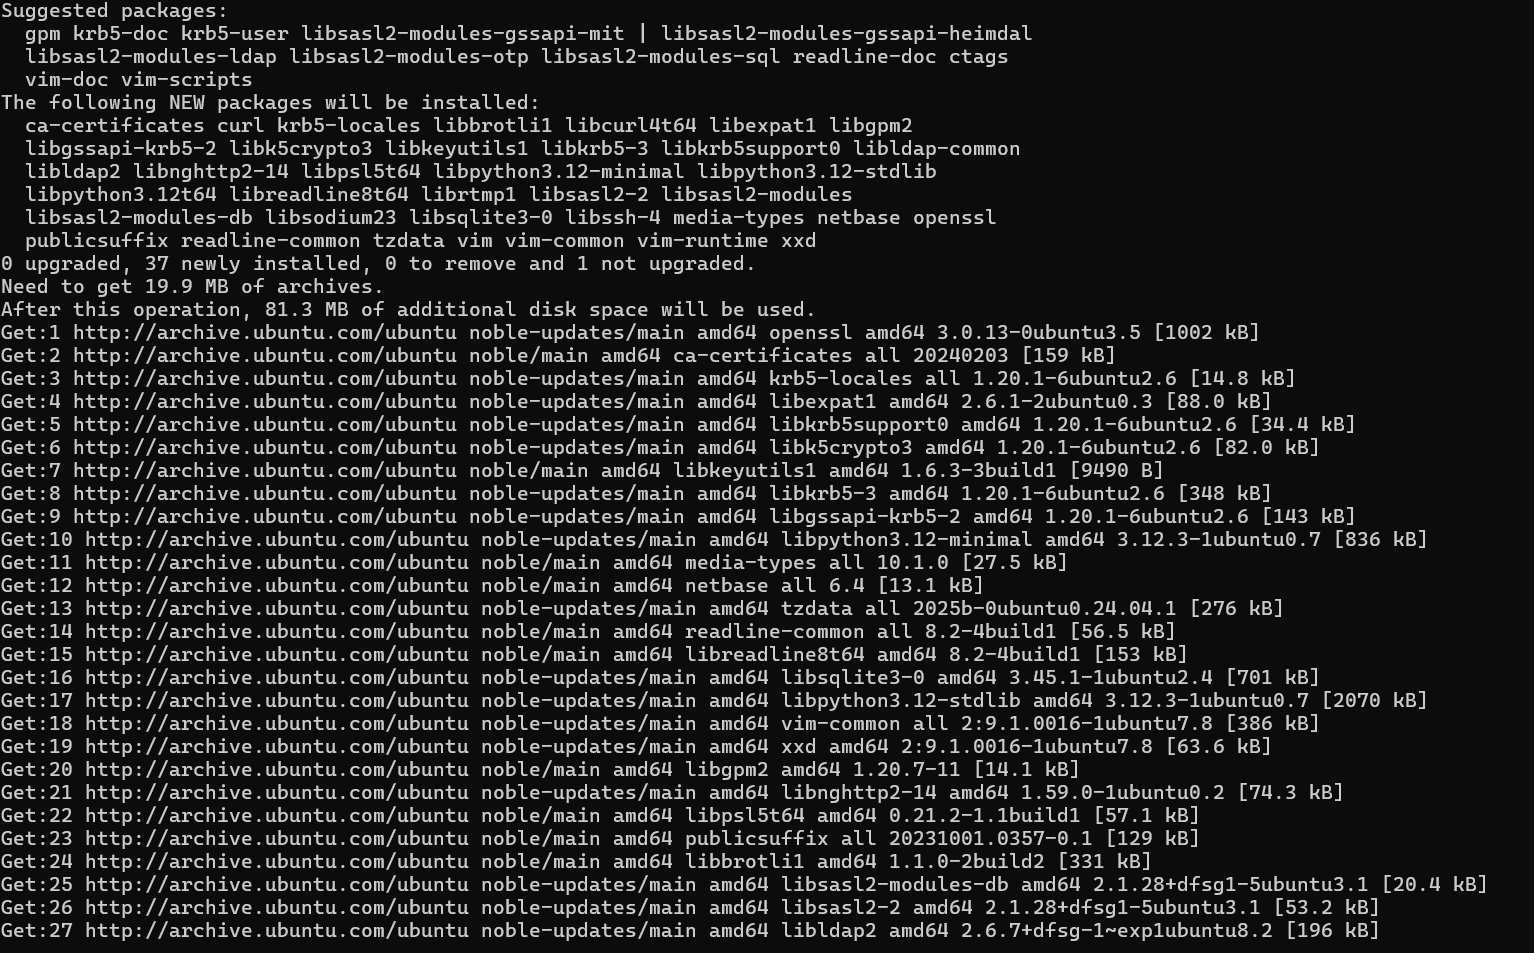 Suggested packages:
  gpm krb5-doc krb5-user libsasl2-modules-gssapi-mit | libsasl2-modules-gssapi-heimdal
  libsasl2-modules-ldap libsasl2-modules-otp libsasl2-modules-sql readline-doc ctags
  vim-doc vim-scripts
The following NEW packages will be installed:
  ca-certificates curl krb5-locales libbrotli1 libcurl4t64 libexpat1 libgpm2
  libgssapi-krb5-2 libk5crypto3 libkeyutils1 libkrb5-3 libkrb5support0 libldap-common
  libldap2 libnghttp2-14 libpsl5t64 libpython3.12-minimal libpython3.12-stdlib
  libpython3.12t64 libreadline8t64 librtmp1 libsasl2-2 libsasl2-modules
  libsasl2-modules-db libsodium23 libsqlite3-0 libssh-4 media-types netbase openssl
  publicsuffix readline-common tzdata vim vim-common vim-runtime xxd
0 upgraded, 37 newly installed, 0 to remove and 1 not upgraded.
Need to get 19.9 MB of archives.
After this operation, 81.3 MB of additional disk space will be used.
Get:1 http://archive.ubuntu.com/ubuntu noble-updates/main amd64 openssl amd64 3.0.13-0ubuntu3.5 [1002 kB]
Get:2 http://archive.ubuntu.com/ubuntu noble/main amd64 ca-certificates all 20240203 [159 kB]
Get:3 http://archive.ubuntu.com/ubuntu noble-updates/main amd64 krb5-locales all 1.20.1-6ubuntu2.6 [14.8 kB]
Get:4 http://archive.ubuntu.com/ubuntu noble-updates/main amd64 libexpat1 amd64 2.6.1-2ubuntu0.3 [88.0 kB]
Get:5 http://archive.ubuntu.com/ubuntu noble-updates/main amd64 libkrb5support0 amd64 1.20.1-6ubuntu2.6 [34.4 kB]
Get:6 http://archive.ubuntu.com/ubuntu noble-updates/main amd64 libk5crypto3 amd64 1.20.1-6ubuntu2.6 [82.0 kB]
Get:7 http://archive.ubuntu.com/ubuntu noble/main amd64 libkeyutils1 amd64 1.6.3-3build1 [9490 B]
Get:8 http://archive.ubuntu.com/ubuntu noble-updates/main amd64 libkrb5-3 amd64 1.20.1-6ubuntu2.6 [348 kB]
Get:9 http://archive.ubuntu.com/ubuntu noble-updates/main amd64 libgssapi-krb5-2 amd64 1.20.1-6ubuntu2.6 [143 kB]
Get:10 http://archive.ubuntu.com/ubuntu noble-updates/main amd64 libpython3.12-minimal amd64 3.12.3-1ubuntu0.7 [836 kB]
Get:11 http://archive.ubuntu.com/ubuntu noble/main amd64 media-types all 10.1.0 [27.5 kB]
Get:12 http://archive.ubuntu.com/ubuntu noble/main amd64 netbase all 6.4 [13.1 kB]
Get:13 http://archive.ubuntu.com/ubuntu noble-updates/main amd64 tzdata all 2025b-0ubuntu0.24.04.1 [276 kB]
Get:14 http://archive.ubuntu.com/ubuntu noble/main amd64 readline-common all 8.2-4build1 [56.5 kB]
Get:15 http://archive.ubuntu.com/ubuntu noble/main amd64 libreadline8t64 amd64 8.2-4build1 [153 kB]
Get:16 http://archive.ubuntu.com/ubuntu noble-updates/main amd64 libsqlite3-0 amd64 3.45.1-1ubuntu2.4 [701 kB]
Get:17 http://archive.ubuntu.com/ubuntu noble-updates/main amd64 libpython3.12-stdlib amd64 3.12.3-1ubuntu0.7 [2070 kB]
Get:18 http://archive.ubuntu.com/ubuntu noble-updates/main amd64 vim-common all 2:9.1.0016-1ubuntu7.8 [386 kB]
Get:19 http://archive.ubuntu.com/ubuntu noble-updates/main amd64 xxd amd64 2:9.1.0016-1ubuntu7.8 [63.6 kB]
Get:20 http://archive.ubuntu.com/ubuntu noble/main amd64 libgpm2 amd64 1.20.7-11 [14.1 kB]
Get:21 http://archive.ubuntu.com/ubuntu noble-updates/main amd64 libnghttp2-14 amd64 1.59.0-1ubuntu0.2 [74.3 kB]
Get:22 http://archive.ubuntu.com/ubuntu noble/main amd64 libpsl5t64 amd64 0.21.2-1.1build1 [57.1 kB]
Get:23 http://archive.ubuntu.com/ubuntu noble/main amd64 publicsuffix all 20231001.0357-0.1 [129 kB]
Get:24 http://archive.ubuntu.com/ubuntu noble/main amd64 libbrotli1 amd64 1.1.0-2build2 [331 kB]
Get:25 http://archive.ubuntu.com/ubuntu noble-updates/main amd64 libsasl2-modules-db amd64 2.1.28+dfsg1-5ubuntu3.1 [20.4 kB]
Get:26 http://archive.ubuntu.com/ubuntu noble-updates/main amd64 libsasl2-2 amd64 2.1.28+dfsg1-5ubuntu3.1 [53.2 kB]
Get:27 http://archive.ubuntu.com/ubuntu noble-updates/main amd64 libldap2 amd64 2.6.7+dfsg-1~exp1ubuntu8.2 [196 kB]